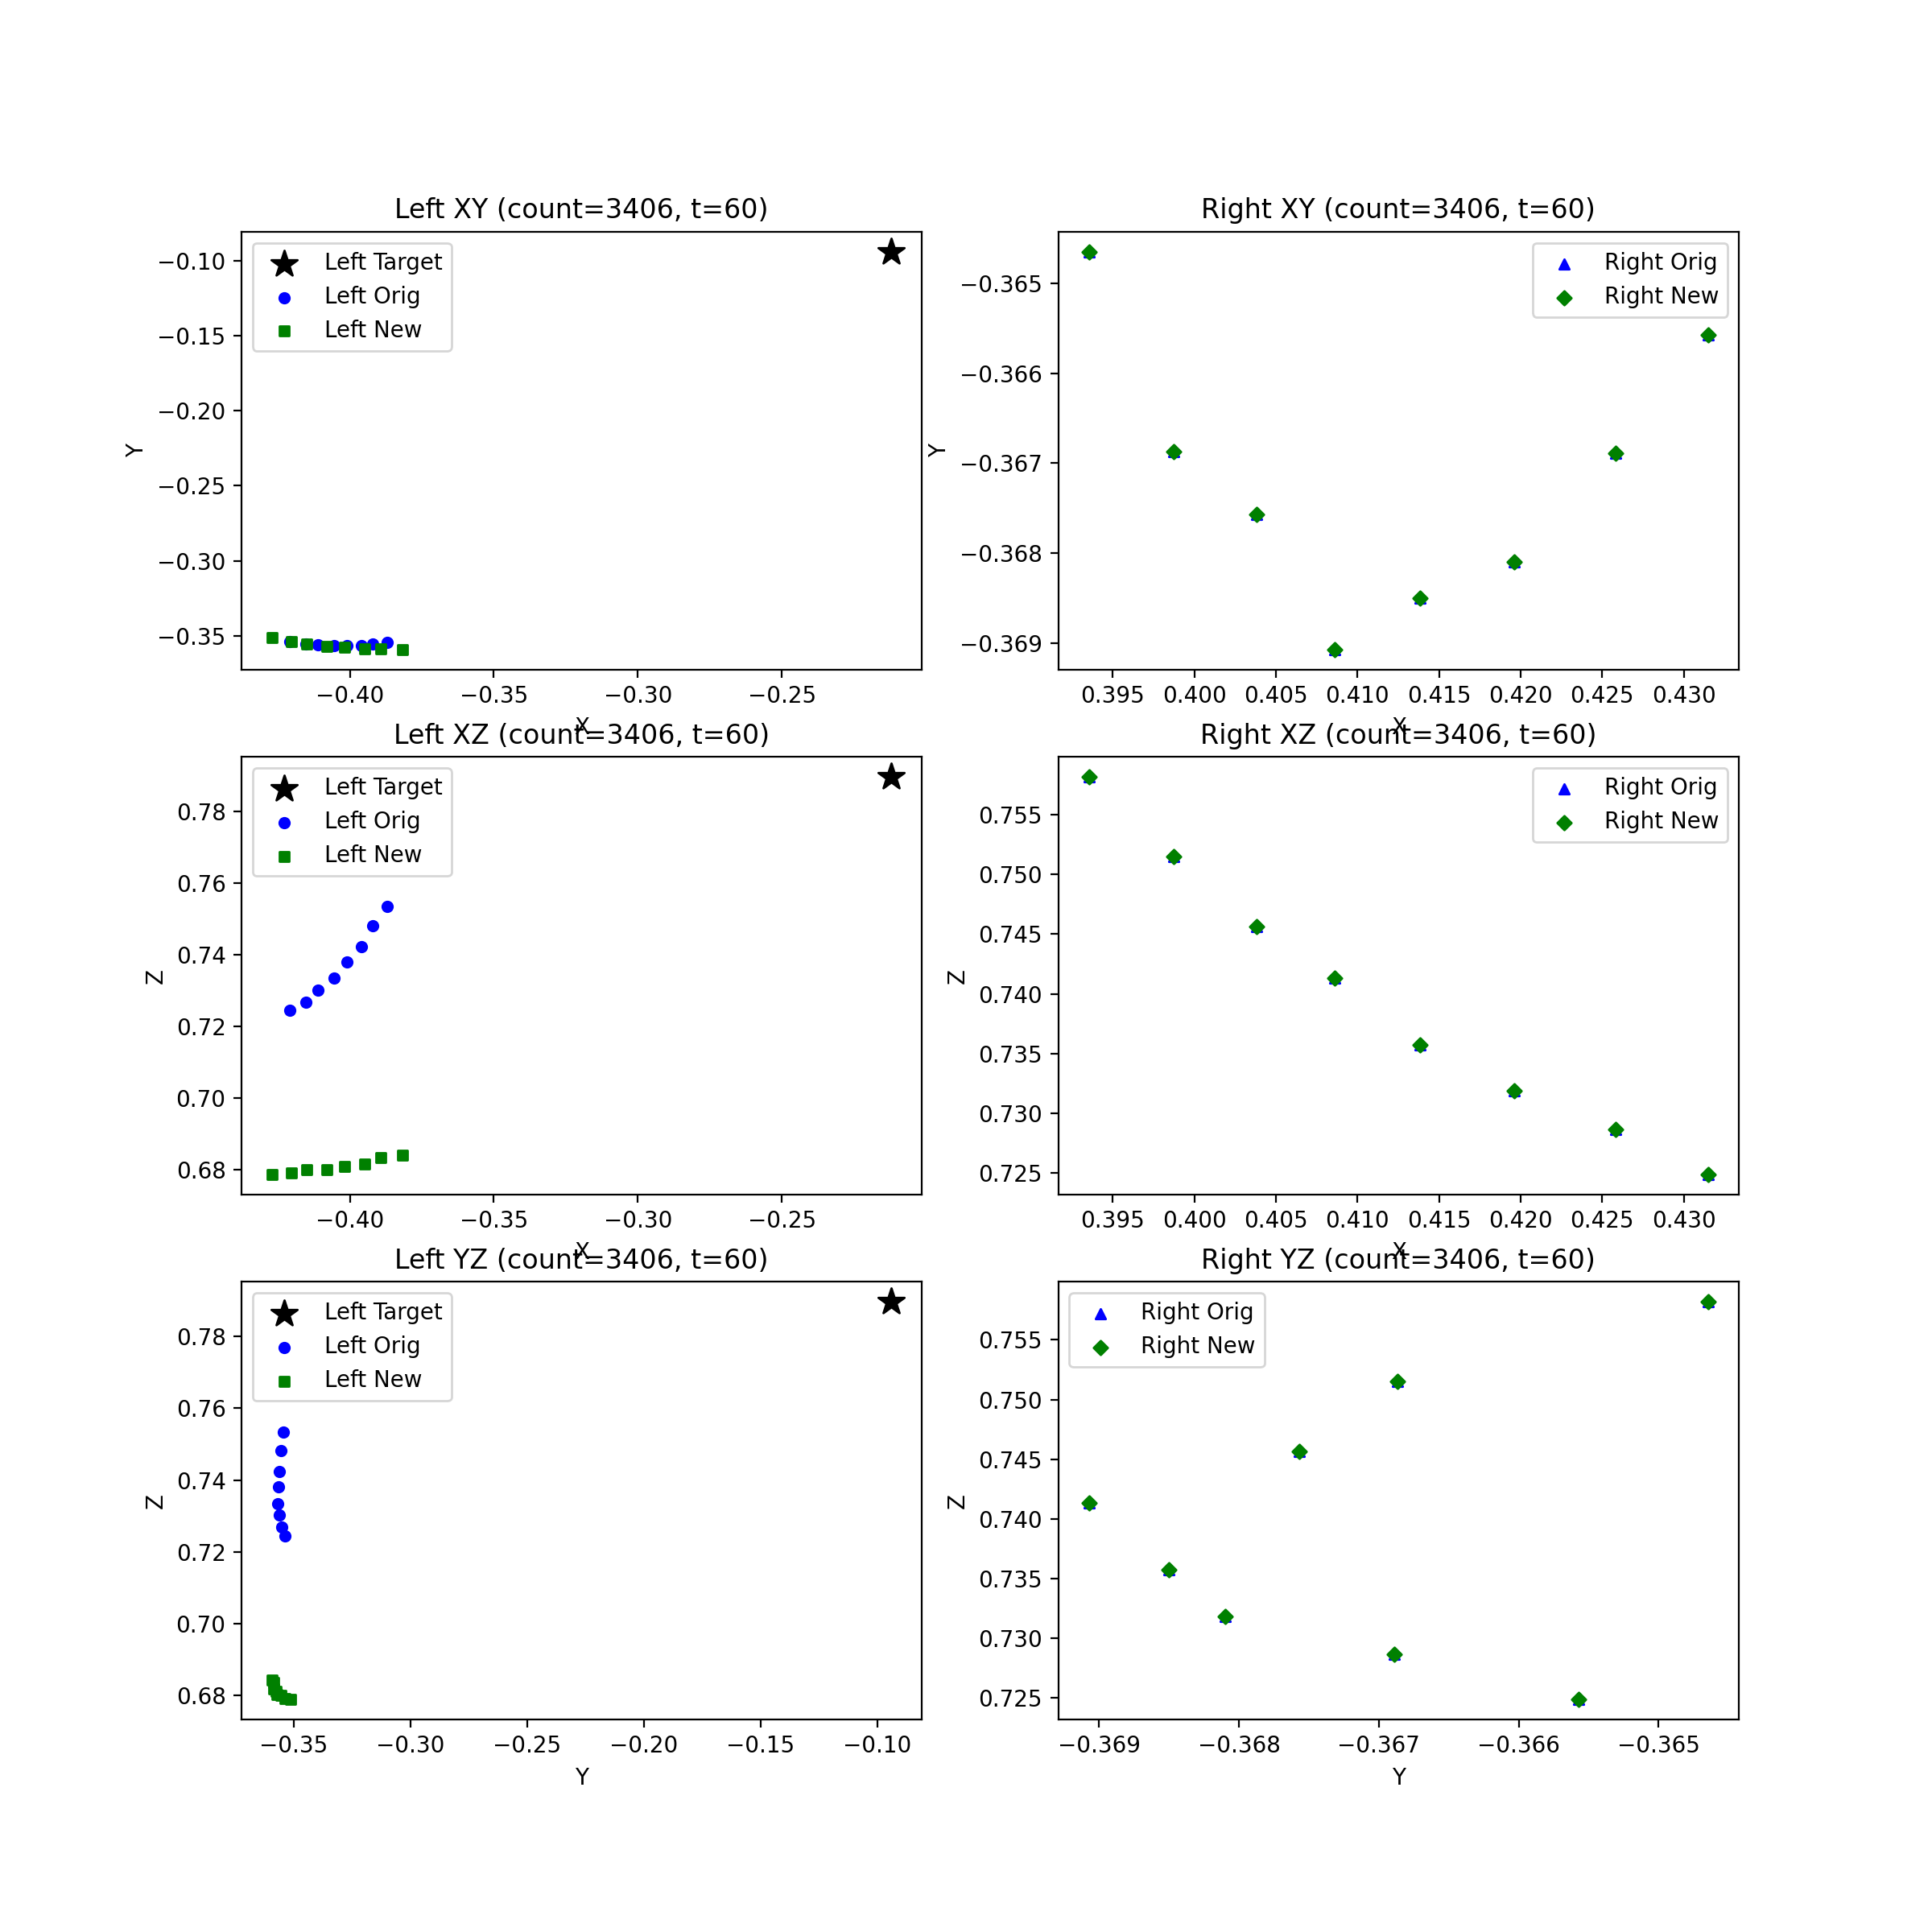 Left XY (count=3406, t=60)
Left Target
Left Orig
Left New
−0.10
−0.15
−0.20
−0.25
−0.30
−0.35
Y
−0.40
−0.35
−0.30
−0.25
X
Right XY (count=3406, t=60)
Right Orig
Right New
−0.365
−0.366
−0.367
−0.368
−0.369
Y
0.395
0.400
0.405
0.410
0.415
0.420
0.425
0.430
X
Left XZ (count=3406, t=60)
Left Target
Left Orig
Left New
0.78
0.76
0.74
0.72
0.70
0.68
Z
−0.40
−0.35
−0.30
−0.25
X
Right XZ (count=3406, t=60)
Right Orig
Right New
0.755
0.750
0.745
0.740
0.735
0.730
0.725
Z
0.395
0.400
0.405
0.410
0.415
0.420
0.425
0.430
X
Left YZ (count=3406, t=60)
Left Target
Left Orig
Left New
0.78
0.76
0.74
0.72
0.70
0.68
Z
−0.35
−0.30
−0.25
−0.20
−0.15
−0.10
Y
Right YZ (count=3406, t=60)
Right Orig
Right New
0.755
0.750
0.745
0.740
0.735
0.730
0.725
Z
−0.369
−0.368
−0.367
−0.366
−0.365
Y